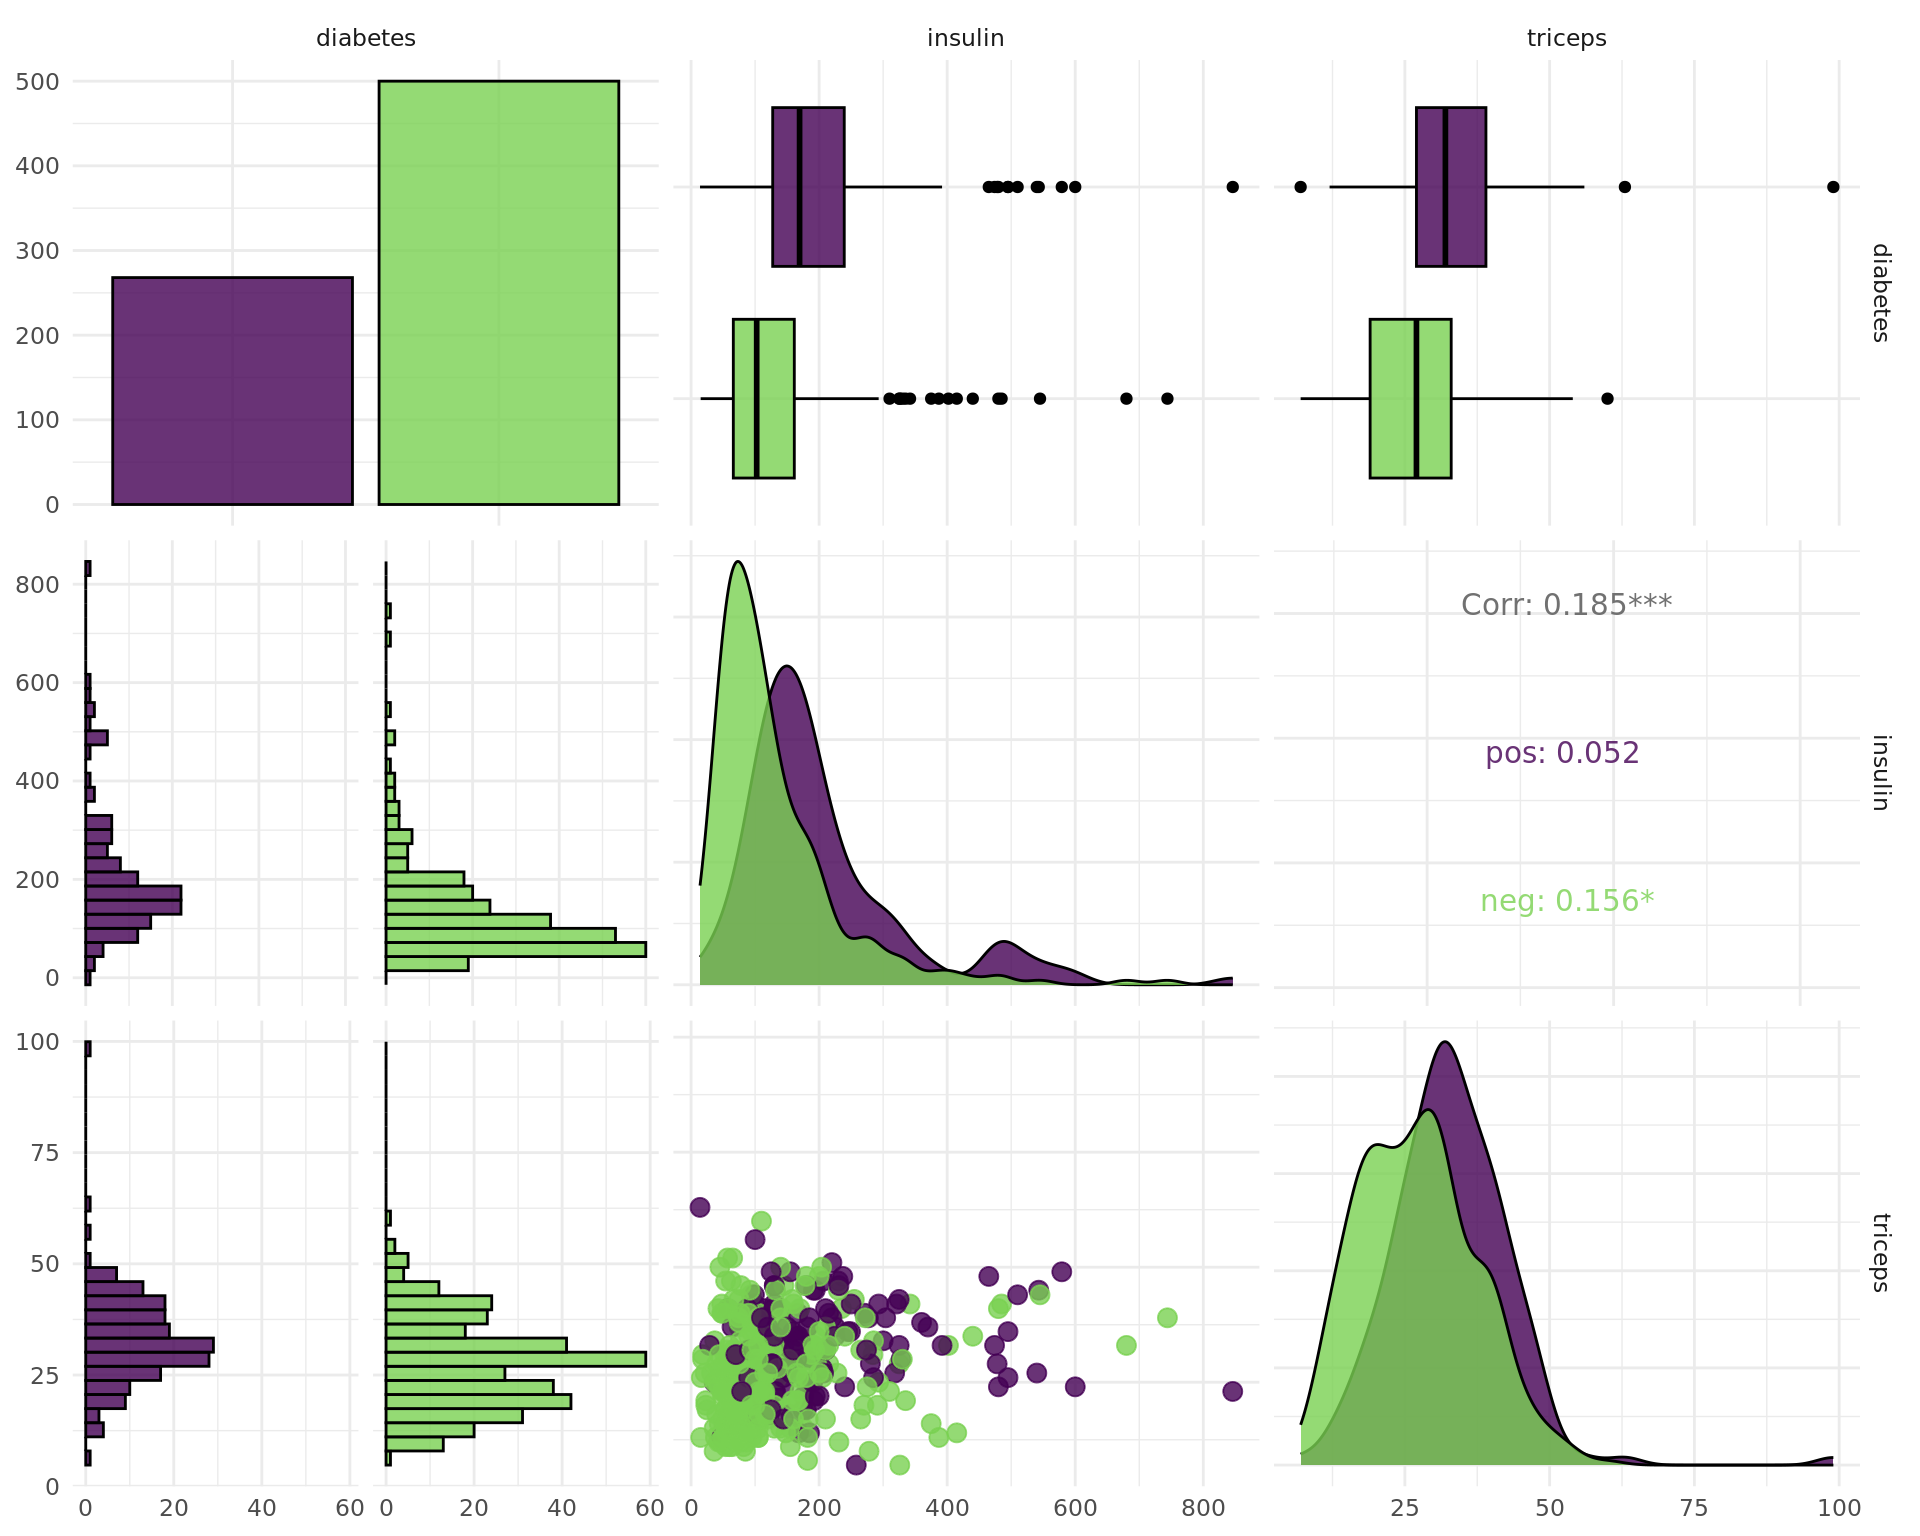 diabetes insulin triceps
500
400
300
200
100
0
diabetes
800
600
400
200
0
Corr: 0.185***
pos: 0.052
neg: 0.156*
insulin
100
75
50
25
0
triceps
0 20 40 60 0 20 40 60 0 200 400 600 800 25 50 75 100